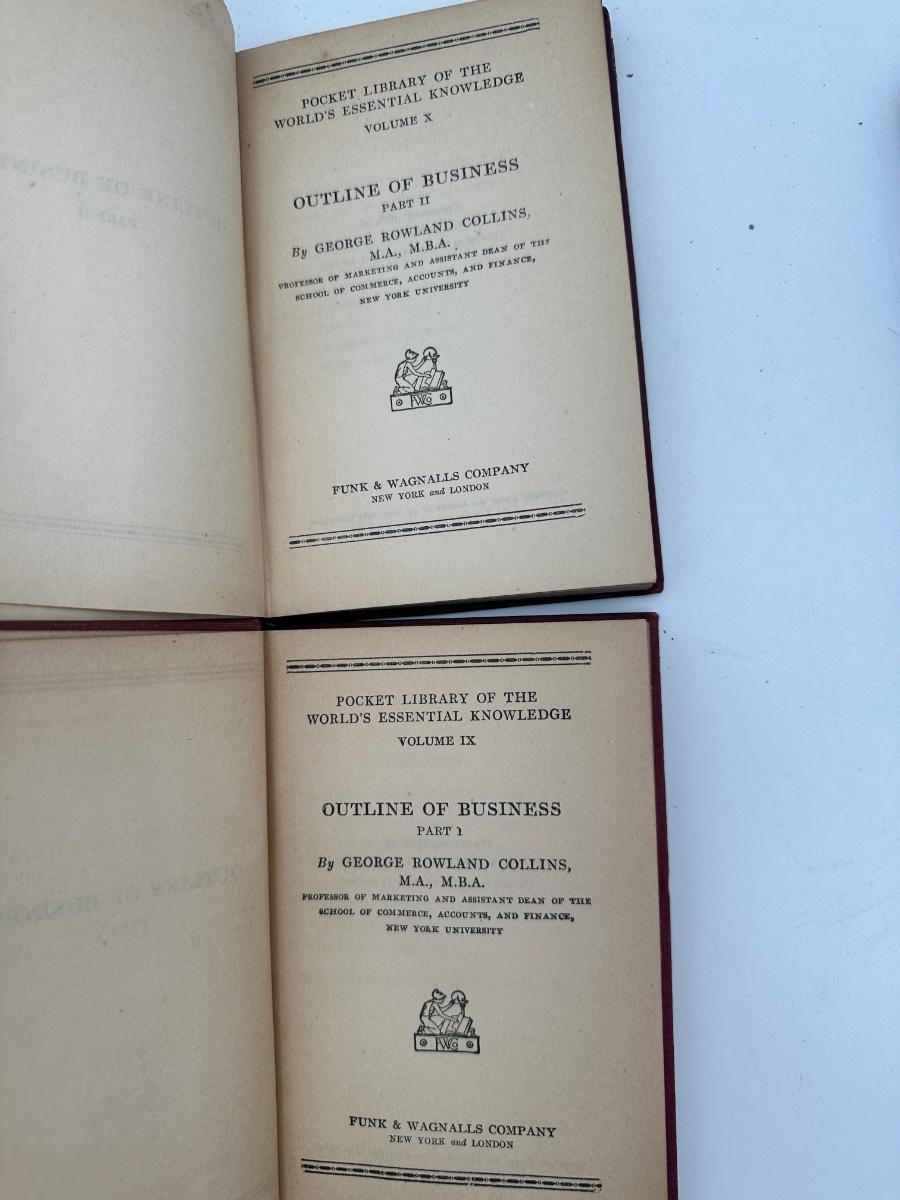 POCKET LIBRARY OF THE
WORLD'S ESSENTIAL KNOWLEDGE
VOLUME X
OUTLINE OF BUSINESS
PART II
By GEORGE ROWLAND COLLINS,
M.A., M.B.A.
PROFESSOR OF MARKETING AND ASSISTANT DEAN OF THE
SCHOOL OF COMMERCE, ACCOUNTS, AND FINANCE,
NEW YORK UNIVERSITY
FWCo
FUNK & WAGNALLS COMPANY
NEW YORK and LONDON
POCKET LIBRARY OF THE
WORLD'S ESSENTIAL KNOWLEDGE
VOLUME IX
OUTLINE OF BUSINESS
PART 1
By GEORGE ROWLAND COLLINS,
M.A., M.B.A.
PROFESSOR OF MARKETING AND ASSISTANT DEAN OF THE
SCHOOL OF COMMERCE, ACCOUNTS, AND FINANCE,
NEW YORK UNIVERSITY
FWCo
FUNK & WAGNALLS COMPANY
NEW YORK and LONDON